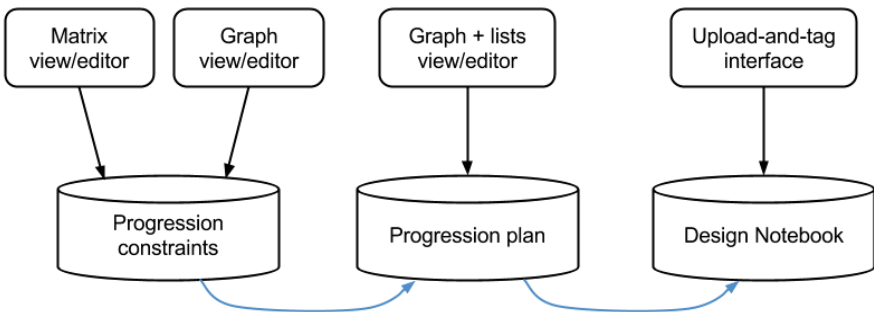 Matrix
view/editor
Graph
view/editor
Graph + lists
view/editor
Upload-and-tag
interface
Progression
constraints
Progression plan
Design Notebook